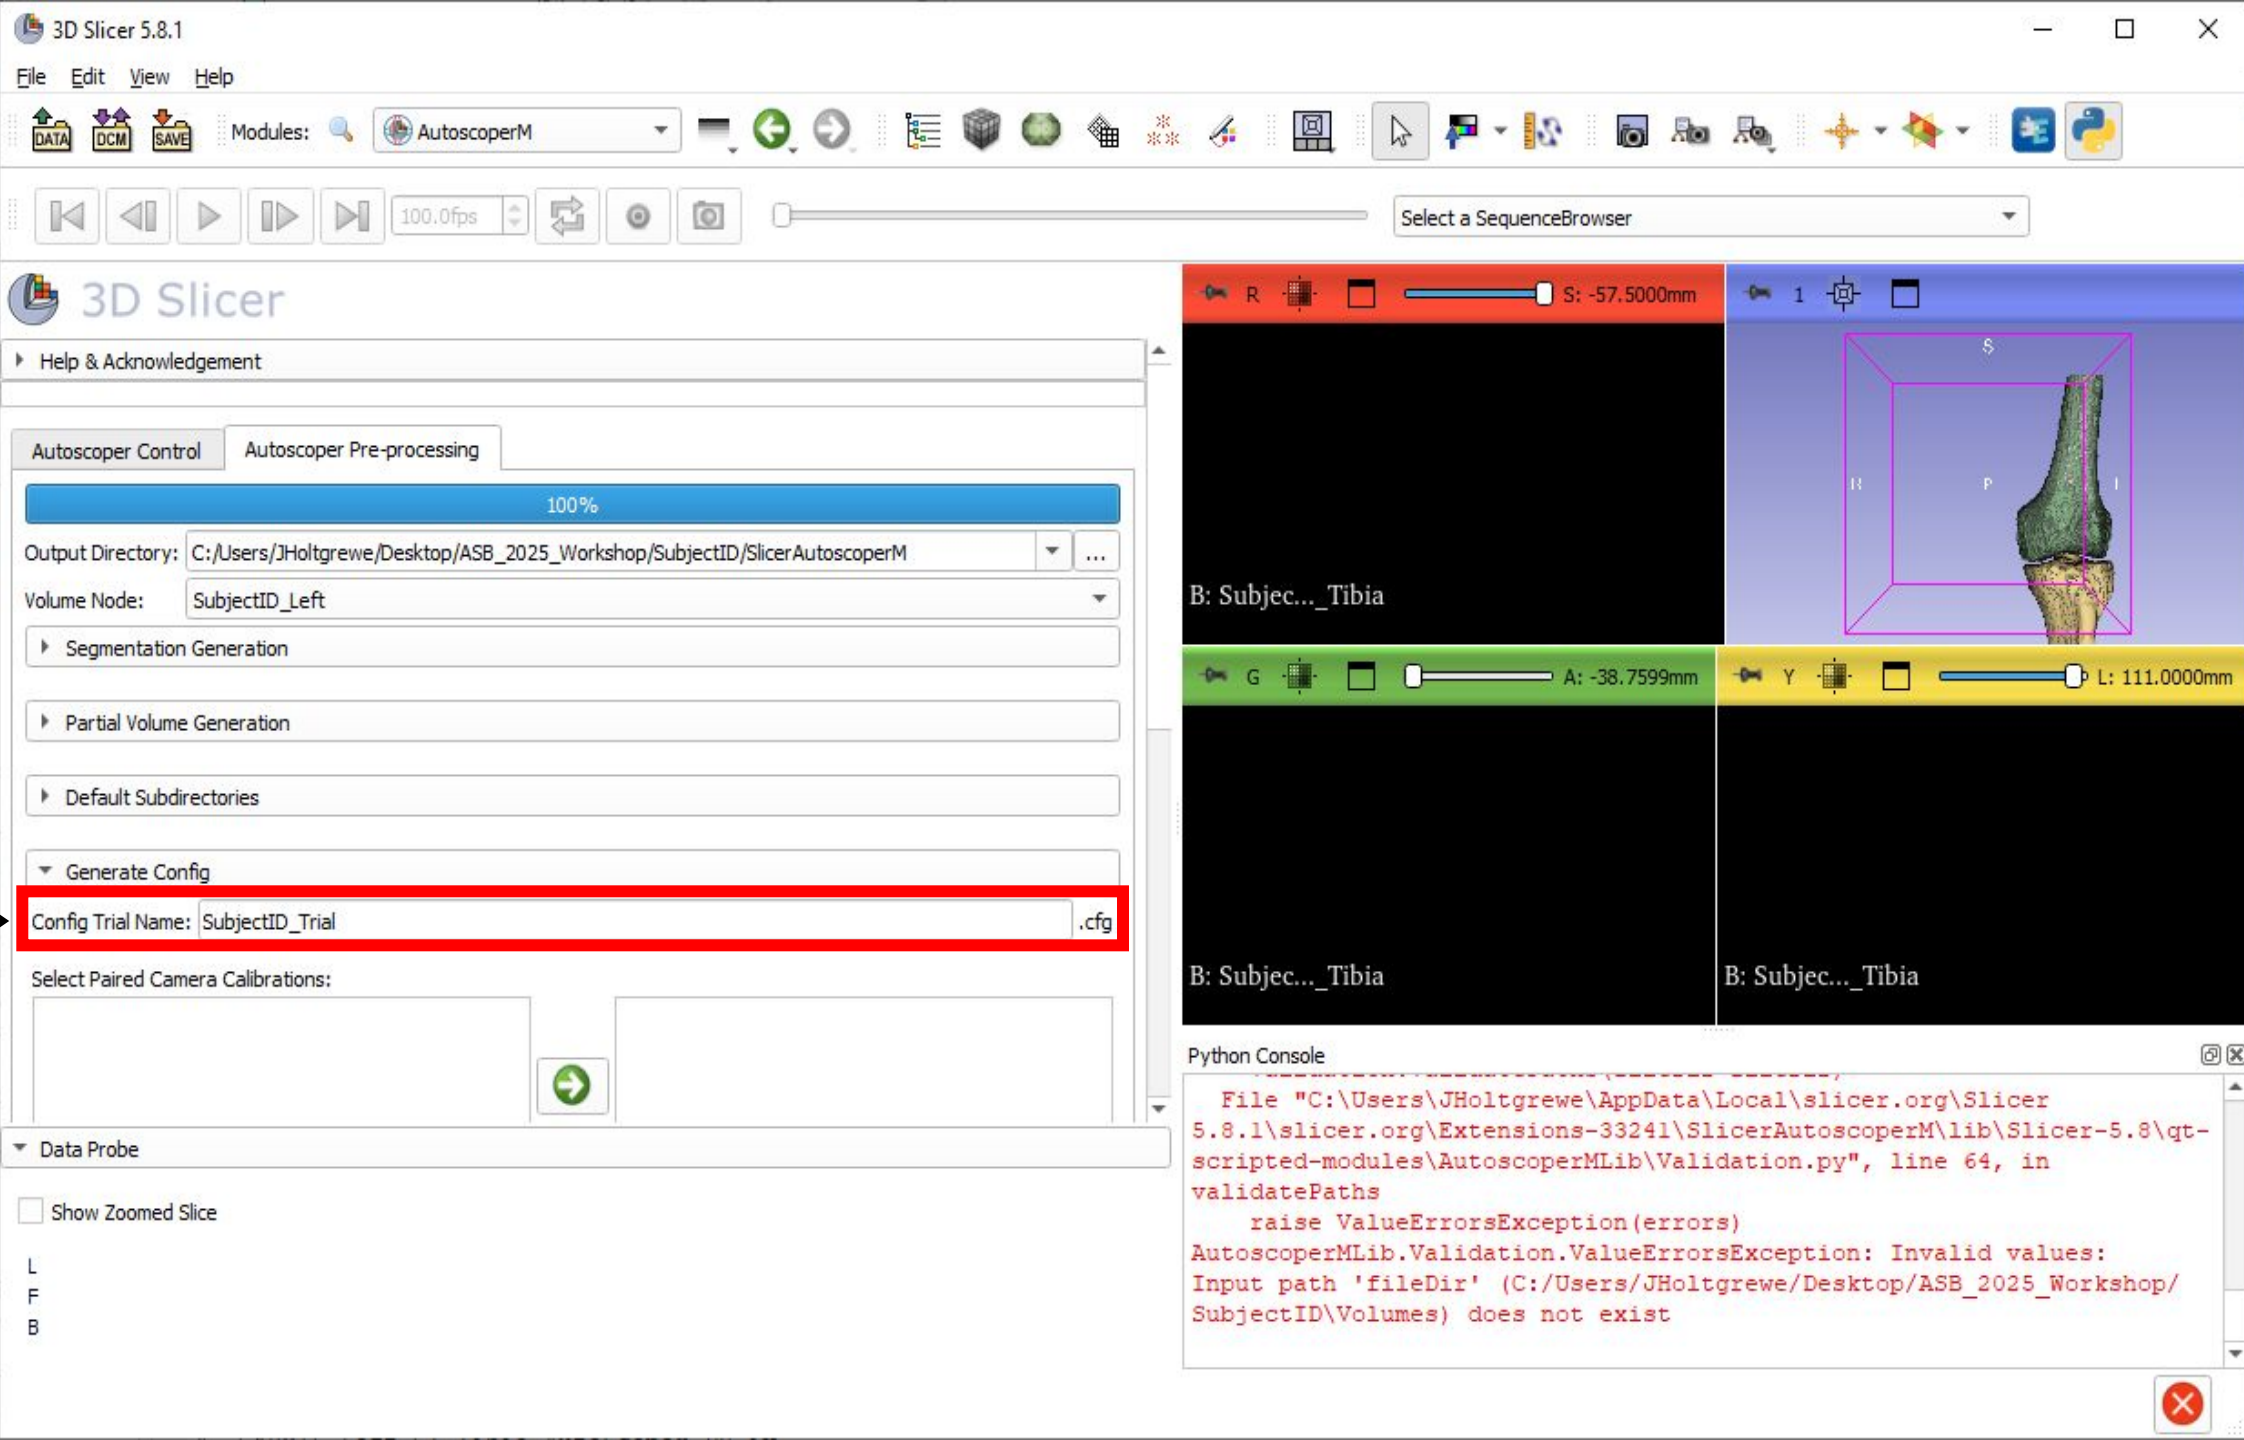 3D Slicer 5.8.1
File Edit View Help
DATA DCM SAVE Modules: AutoscoperM
100.0fps Select a SequenceBrowser
3D Slicer
Help & Acknowledgement
Autoscoper Control Autoscoper Pre-processing
100%
Output Directory: C:/Users/JHoltgrewe/Desktop/ASB_2025_Workshop/SubjectID/SlicerAutoscoperM ...
Volume Node: SubjectID_Left
Segmentation Generation
Partial Volume Generation
Default Subdirectories
Generate Config
Config Trial Name: SubjectID_Trial .cfg
Select Paired Camera Calibrations:
Data Probe
Show Zoomed Slice
L
F
B
R S: -57.5000mm
B: Subjec..._Tibia
1
S
P
G A: -38.7599mm
B: Subjec..._Tibia
Y L: 111.0000mm
B: Subjec..._Tibia
Python Console
File "C:\Users\JHoltgrewe\AppData\Local\slicer.org\Slicer
5.8.1\slicer.org\Extensions-33241\SlicerAutoscoperM\lib\Slicer-5.8\qt-
scripted-modules\AutoscoperMLib\Validation.py", line 64, in
validatePaths
raise ValueErrorsException(errors)
AutoscoperMLib.Validation.ValueErrorsException: Invalid values:
Input path 'fileDir' (C:/Users/JHoltgrewe/Desktop/ASB_2025_Workshop/
SubjectID\Volumes) does not exist